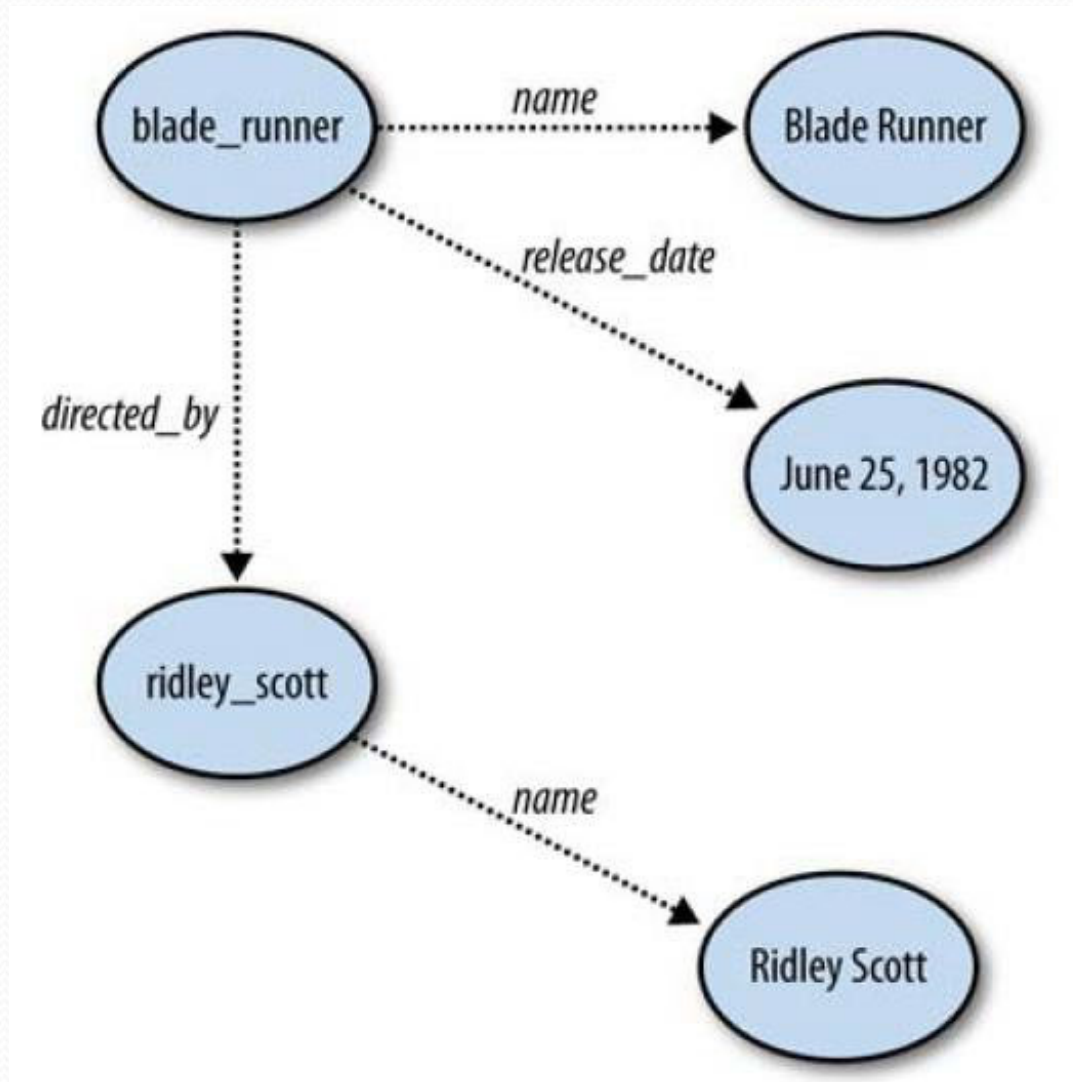 blade_runner
name
Blade Runner
release_date
directed_by
June 25, 1982
ridley_scott
name
Ridley Scott